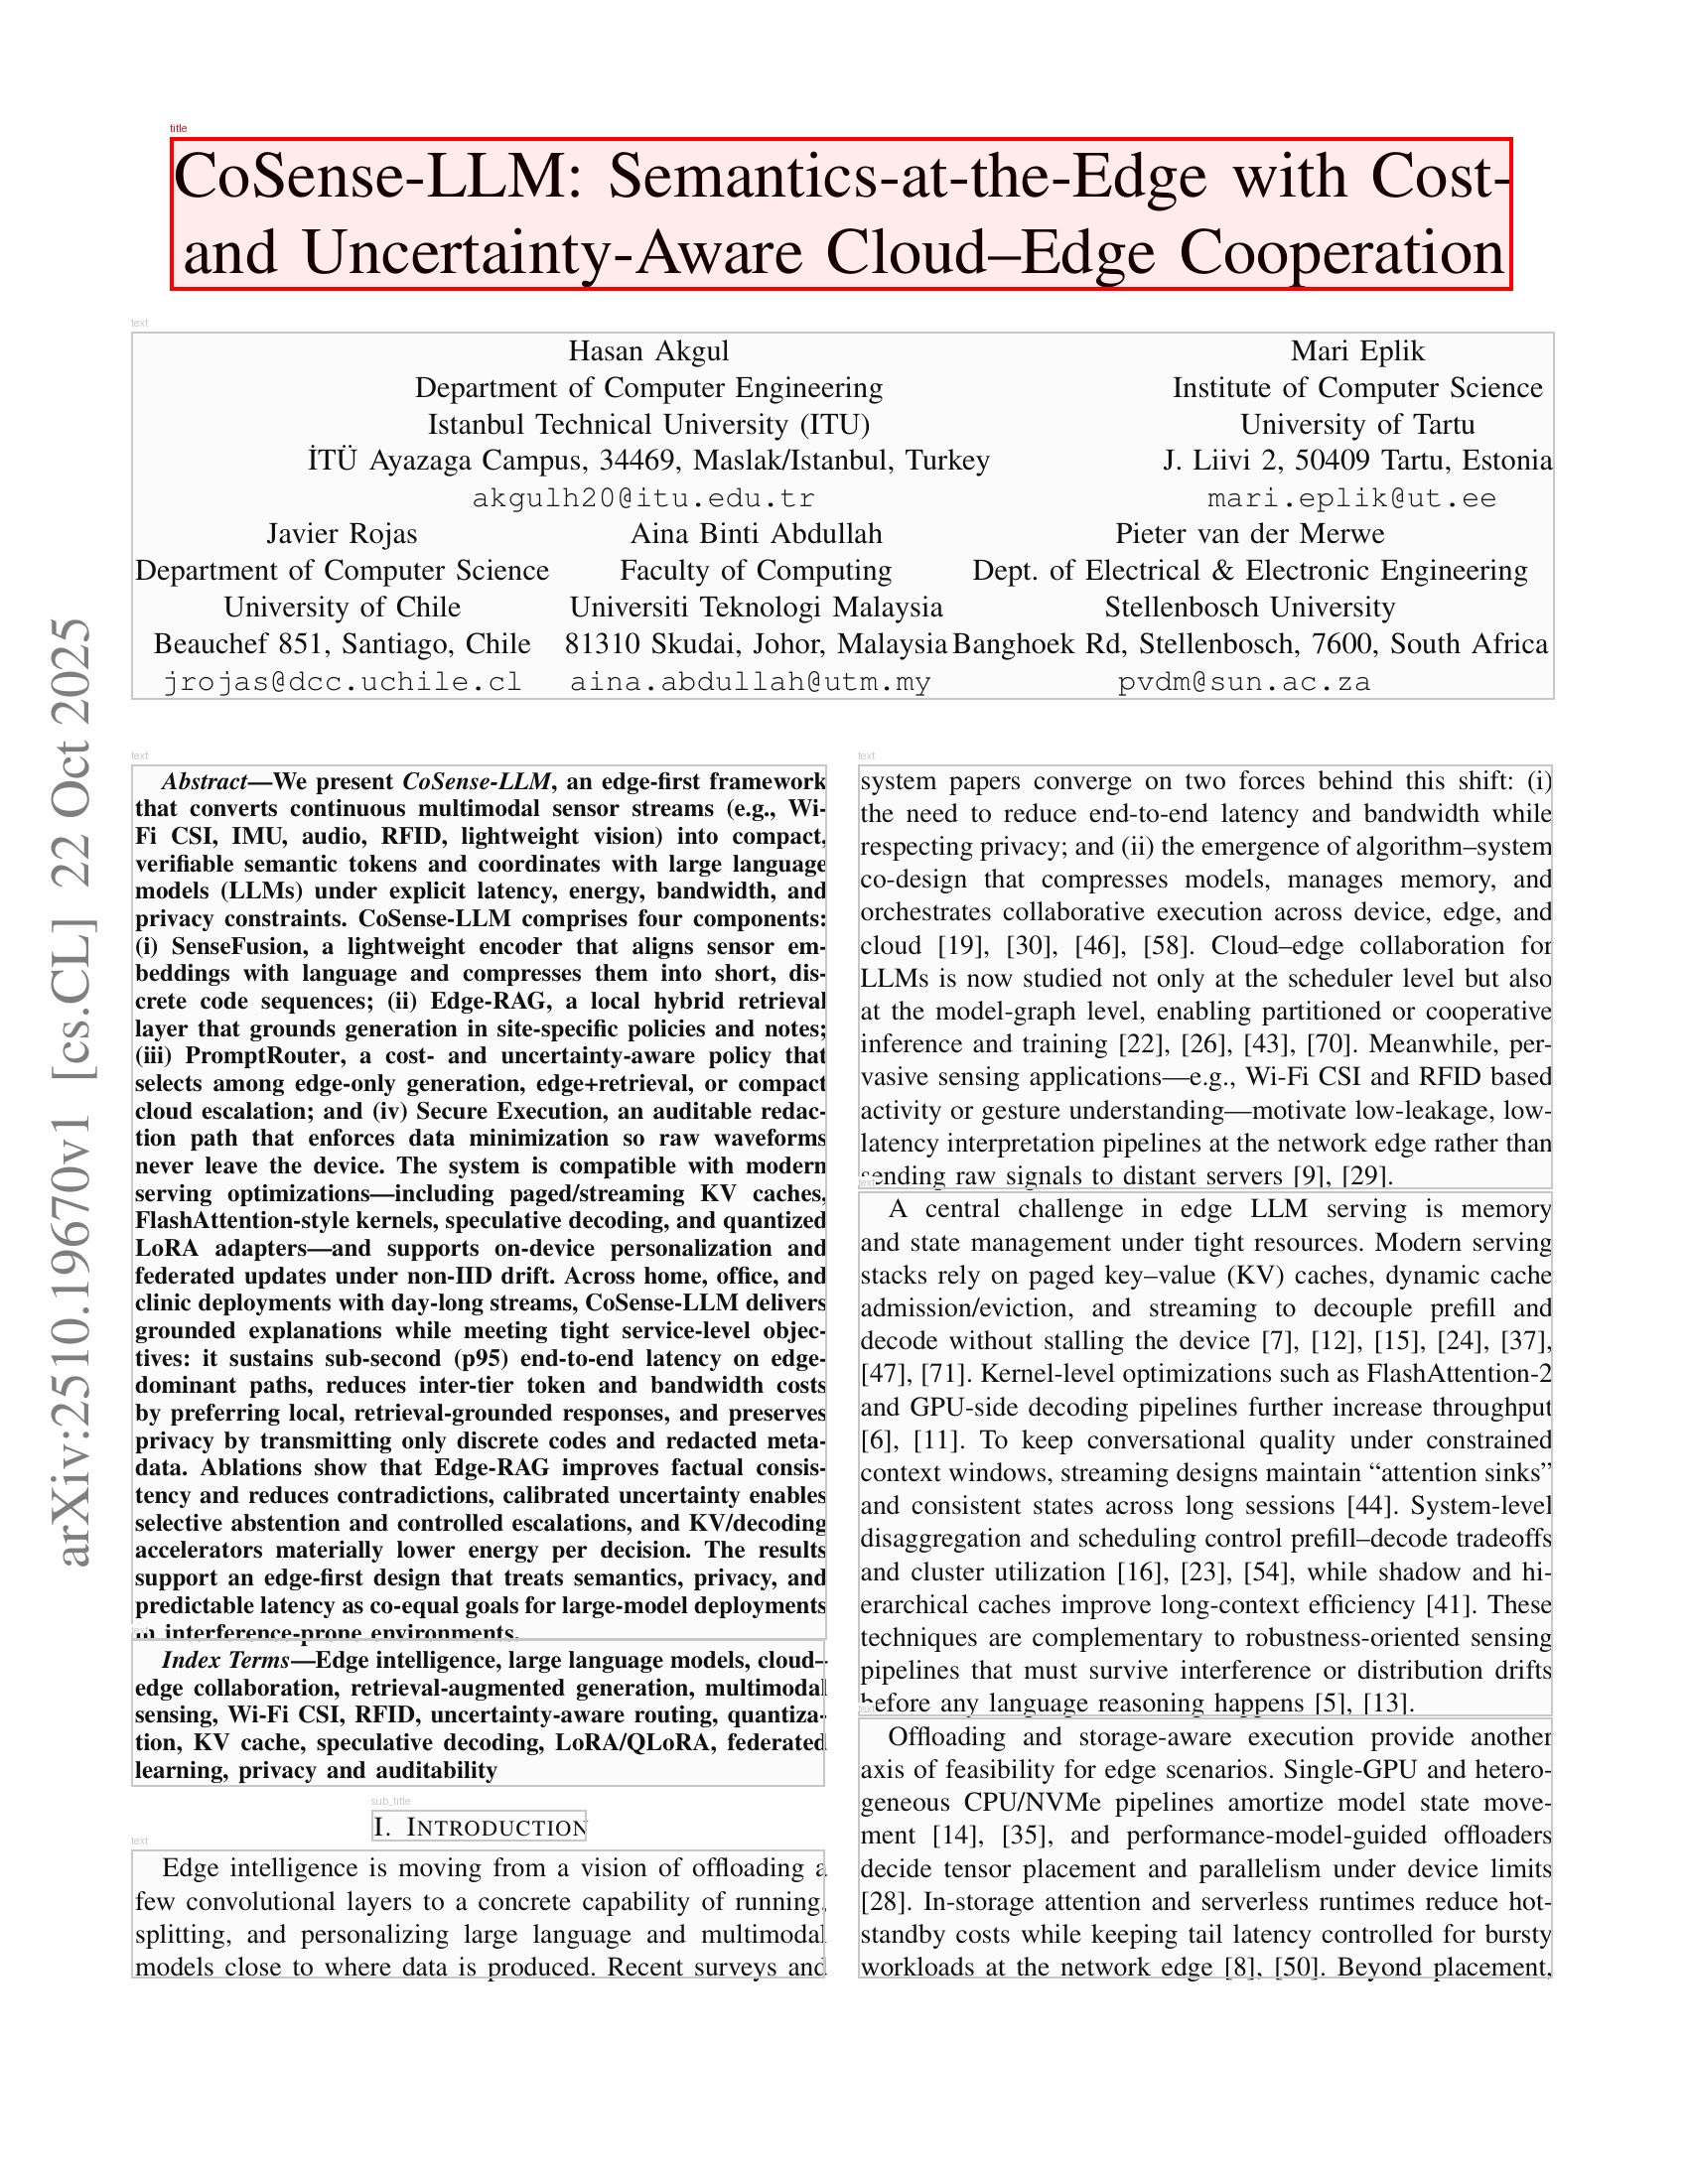 title
CoSense-LLM: Semantics-at-the-Edge with Cost-
and Uncertainty-Aware Cloud–Edge Cooperation
text
Hasan Akgul
Department of Computer Engineering
Istanbul Technical University (ITU)
İTÜ Ayazaga Campus, 34469, Maslak/Istanbul, Turkey
akgulh20@itu.edu.tr
Mari Eplik
Institute of Computer Science
University of Tartu
J. Liivi 2, 50409 Tartu, Estonia
mari.eplik@ut.ee
Javier Rojas
Department of Computer Science
University of Chile
Beauchef 851, Santiago, Chile
jrojas@dcc.uchile.cl
Aina Binti Abdullah
Faculty of Computing
Universiti Teknologi Malaysia
81310 Skudai, Johor, Malaysia
aina.abdullah@utm.my
Pieter van der Merwe
Dept. of Electrical & Electronic Engineering
Stellenbosch University
Banghoek Rd, Stellenbosch, 7600, South Africa
pvdm@sun.ac.za
arXiv:2510.19670v1 [cs.CL] 22 Oct 2025
text
Abstract—We present CoSense-LLM, an edge-first framework
that converts continuous multimodal sensor streams (e.g., Wi-
Fi CSI, IMU, audio, RFID, lightweight vision) into compact,
verifiable semantic tokens and coordinates with large language
models (LLMs) under explicit latency, energy, bandwidth, and
privacy constraints. CoSense-LLM comprises four components:
(i) SenseFusion, a lightweight encoder that aligns sensor em-
beddings with language and compresses them into short, dis-
crete code sequences; (ii) Edge-RAG, a local hybrid retrieval
layer that grounds generation in site-specific policies and notes;
(iii) PromptRouter, a cost- and uncertainty-aware policy that
selects among edge-only generation, edge+retrieval, or compact
cloud escalation; and (iv) Secure Execution, an auditable redac-
tion path that enforces data minimization so raw waveforms
never leave the device. The system is compatible with modern
serving optimizations—including paged/streaming KV caches,
FlashAttention-style kernels, speculative decoding, and quantized
LoRA adapters—and supports on-device personalization and
federated updates under non-IID drift. Across home, office, and
clinic deployments with day-long streams, CoSense-LLM delivers
grounded explanations while meeting tight service-level objec-
tives: it sustains sub-second (p95) end-to-end latency on edge-
dominant paths, reduces inter-tier token and bandwidth costs
by preferring local, retrieval-grounded responses, and preserves
privacy by transmitting only discrete codes and redacted meta-
data. Ablations show that Edge-RAG improves factual consis-
tency and reduces contradictions, calibrated uncertainty enables
selective abstention and controlled escalations, and KV/decoding
accelerators materially lower energy per decision. The results
support an edge-first design that treats semantics, privacy, and
predictable latency as co-equal goals for large-model deployments
in interference-prone environments.
text
Index Terms—Edge intelligence, large language models, cloud–
edge collaboration, retrieval-augmented generation, multimodal
sensing, Wi-Fi CSI, RFID, uncertainty-aware routing, quantiza-
tion, KV cache, speculative decoding, LoRA/QLoRA, federated
learning, privacy and auditability
sub_title
I. INTRODUCTION
text
Edge intelligence is moving from a vision of offloading a
few convolutional layers to a concrete capability of running,
splitting, and personalizing large language and multimodal
models close to where data is produced. Recent surveys and
text
system papers converge on two forces behind this shift: (i)
the need to reduce end-to-end latency and bandwidth while
respecting privacy; and (ii) the emergence of algorithm–system
co-design that compresses models, manages memory, and
orchestrates collaborative execution across device, edge, and
cloud [19], [30], [46], [58]. Cloud–edge collaboration for
LLMs is now studied not only at the scheduler level but also
at the model-graph level, enabling partitioned or cooperative
inference and training [22], [26], [43], [70]. Meanwhile, per-
vasive sensing applications—e.g., Wi-Fi CSI and RFID based
activity or gesture understanding—motivate low-leakage, low-
latency interpretation pipelines at the network edge rather than
sending raw signals to distant servers [9], [29].
text
A central challenge in edge LLM serving is memory
and state management under tight resources. Modern serving
stacks rely on paged key–value (KV) caches, dynamic cache
admission/eviction, and streaming to decouple prefill and
decode without stalling the device [7], [12], [15], [24], [37],
[47], [71]. Kernel-level optimizations such as FlashAttention-2
and GPU-side decoding pipelines further increase throughput
[6], [11]. To keep conversational quality under constrained
context windows, streaming designs maintain “attention sinks”
and consistent states across long sessions [44]. System-level
disaggregation and scheduling control prefill–decode tradeoffs
and cluster utilization [16], [23], [54], while shadow and hi-
erarchical caches improve long-context efficiency [41]. These
techniques are complementary to robustness-oriented sensing
pipelines that must survive interference or distribution drifts
before any language reasoning happens [5], [13].
text
Offloading and storage-aware execution provide another
axis of feasibility for edge scenarios. Single-GPU and hetero-
geneous CPU/NVMe pipelines amortize model state move-
ment [14], [35], and performance-model-guided offloaders
decide tensor placement and parallelism under device limits
[28]. In-storage attention and serverless runtimes reduce hot-
standby costs while keeping tail latency controlled for bursty
workloads at the network edge [8], [50]. Beyond placement,